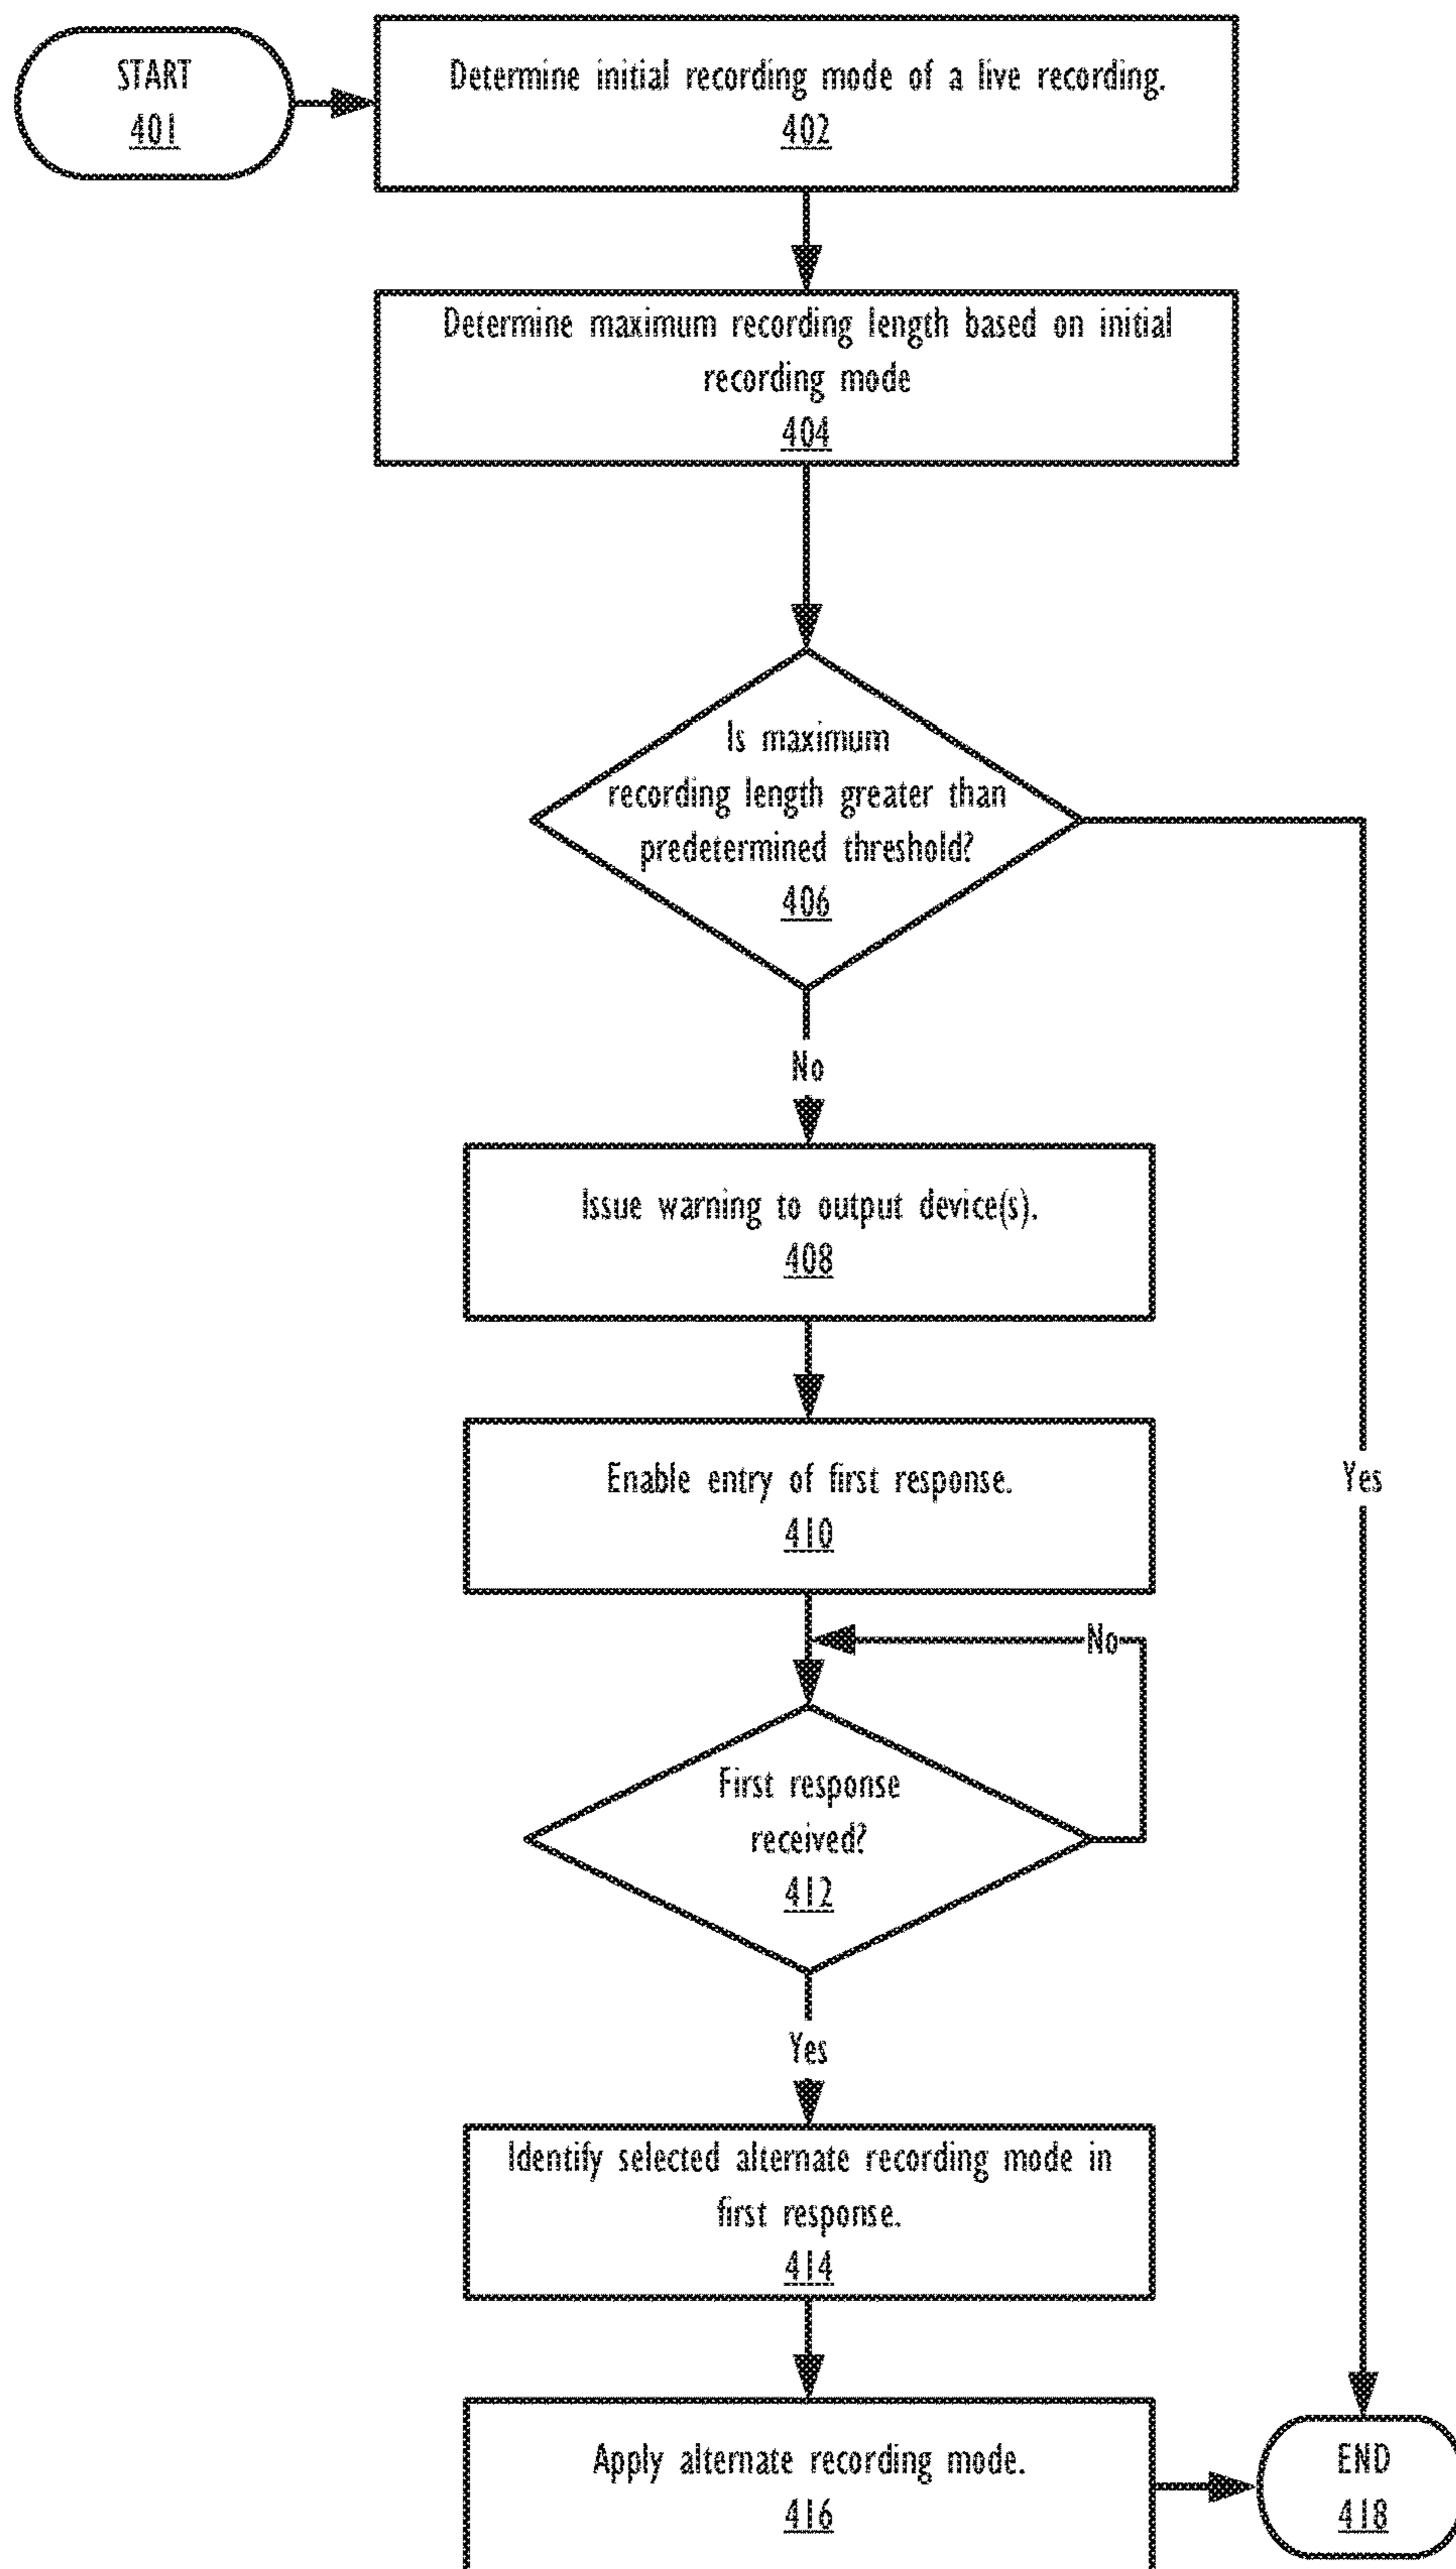 START
401
Determine initial recording mode of a live recording.
402
Determine maximum recording length based on initial
recording mode
404
Is maximum
recording length greater than
predetermined threshold?
406
No
Issue warning to output device(s).
408
Enable entry of first response.
410
Yes
No
First response
received?
412
Yes
Identify selected alternate recording mode in
first response.
414
Apply alternate recording mode.
416
END
418